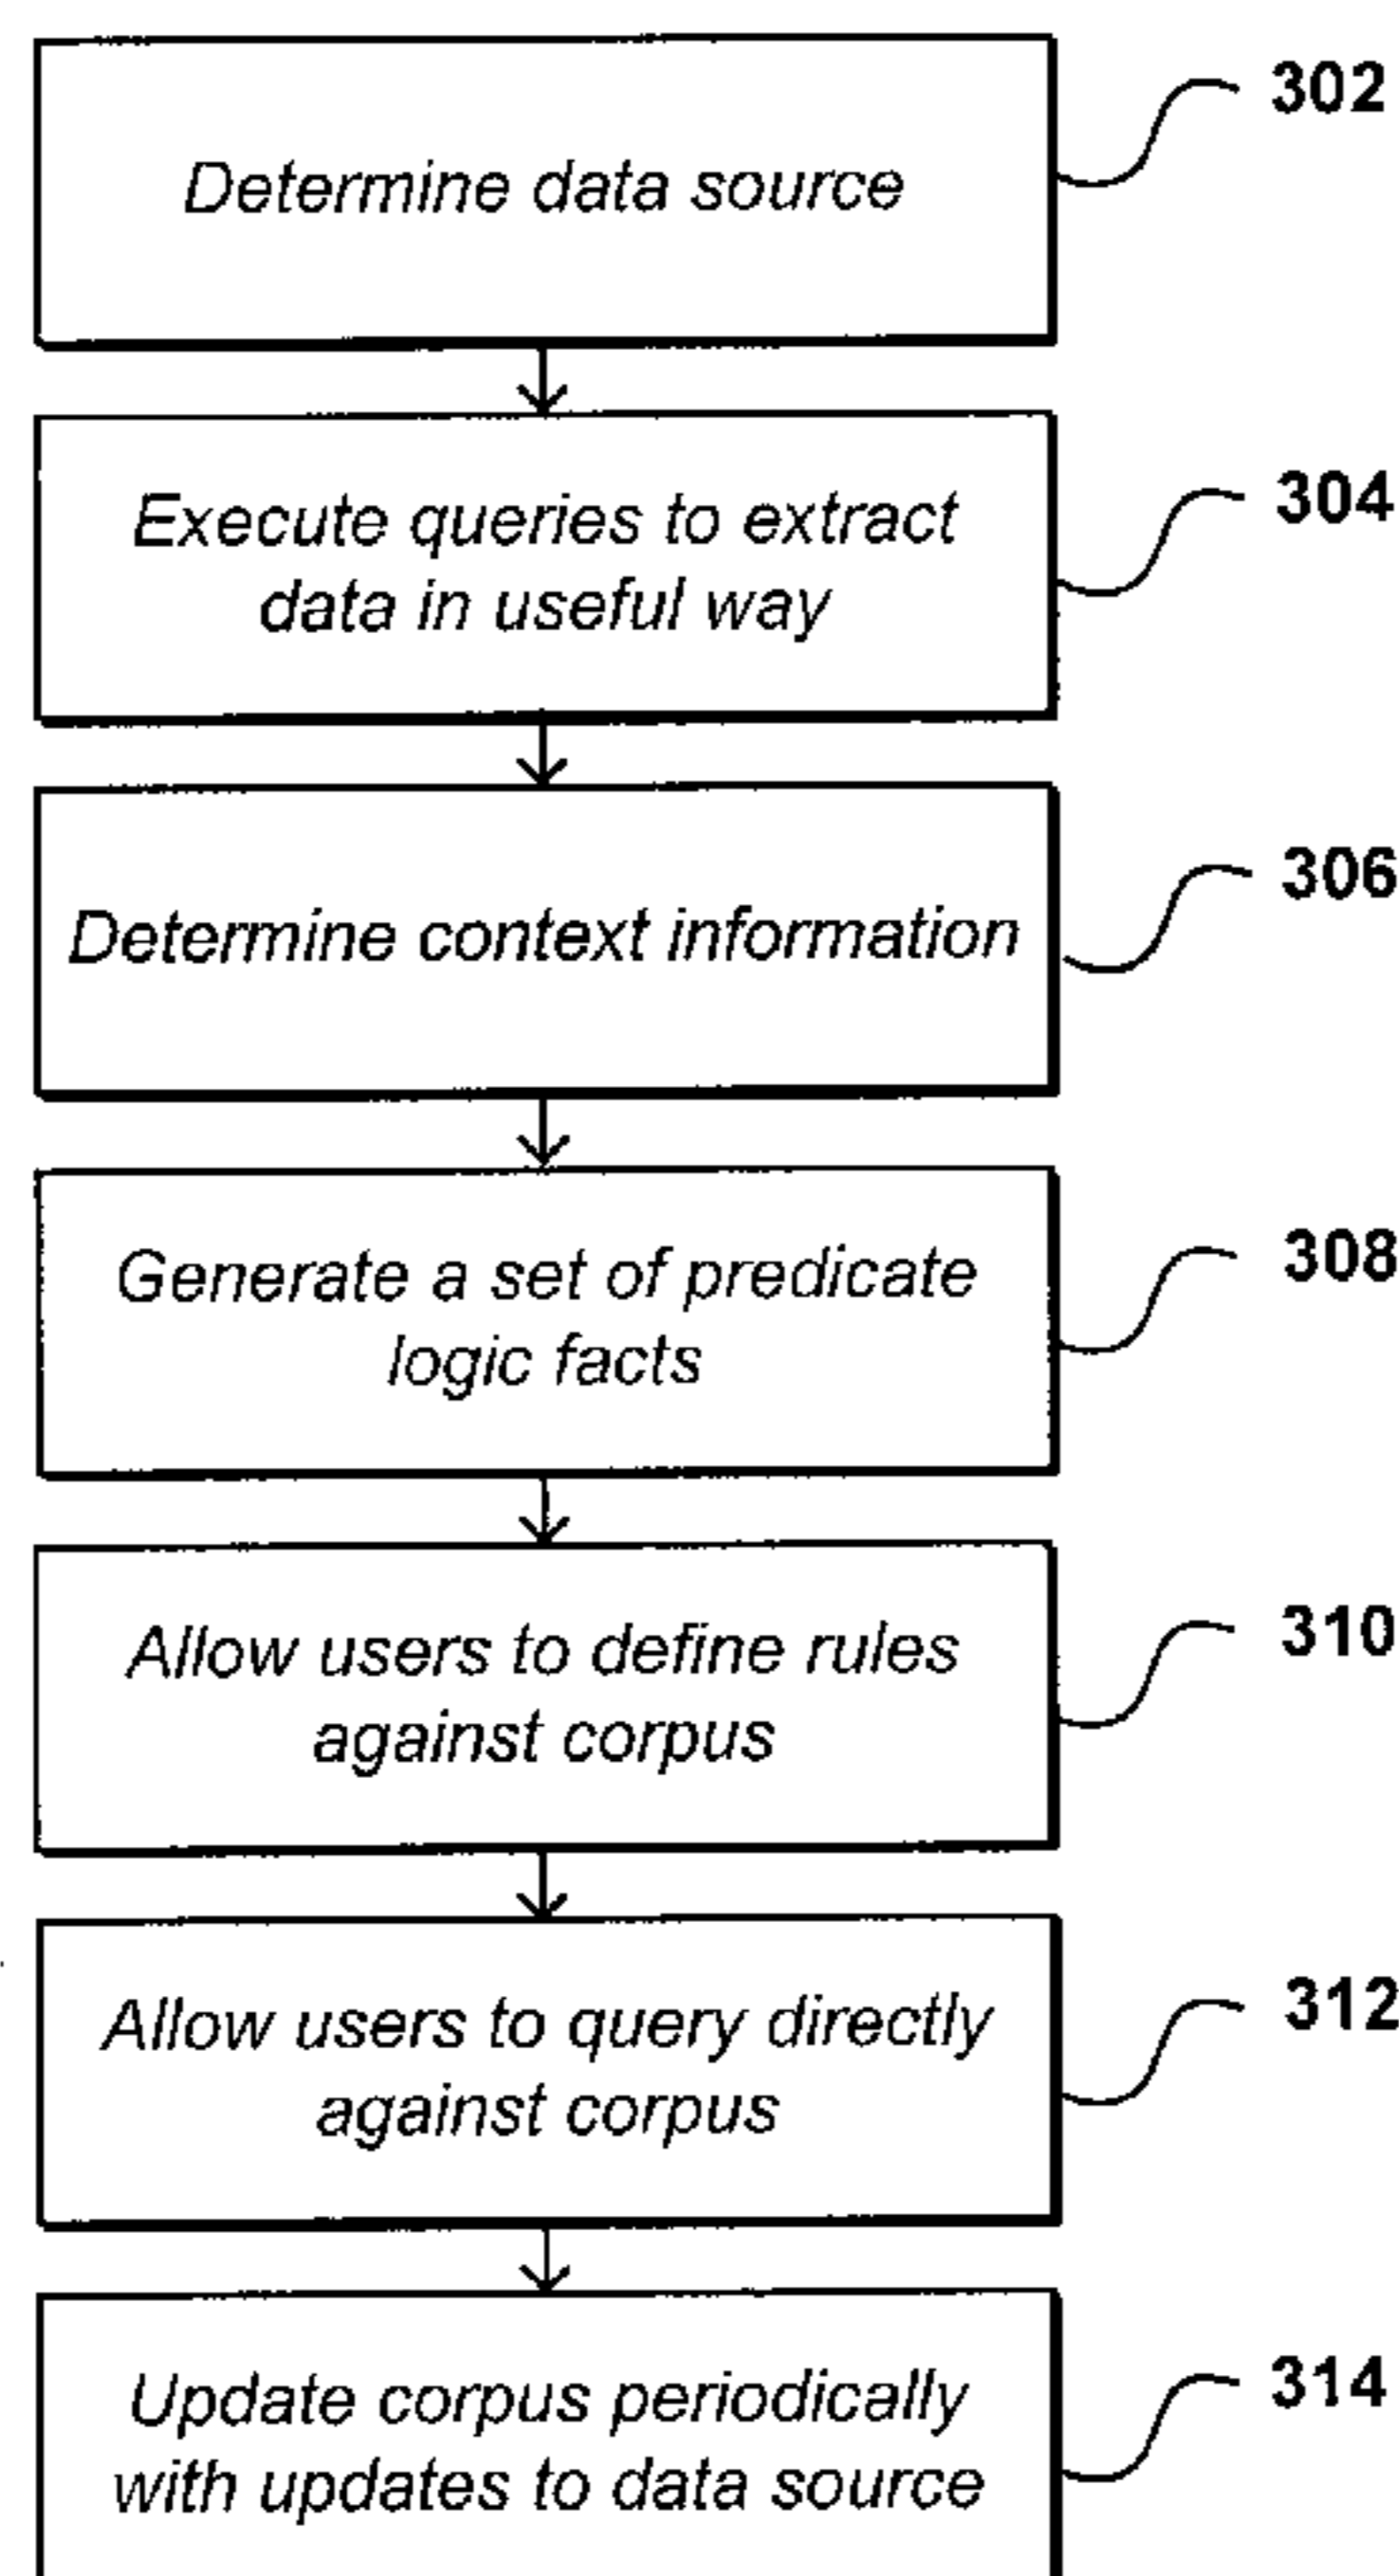 302
Determine data source
304
Execute queries to extract
data in useful way
306
Determine context information
308
Generate a set of predicate
logic facts
310
Allow users to define rules
against corpus
312
Allow users to query directly
against corpus
314
Update corpus periodically
with updates to data source